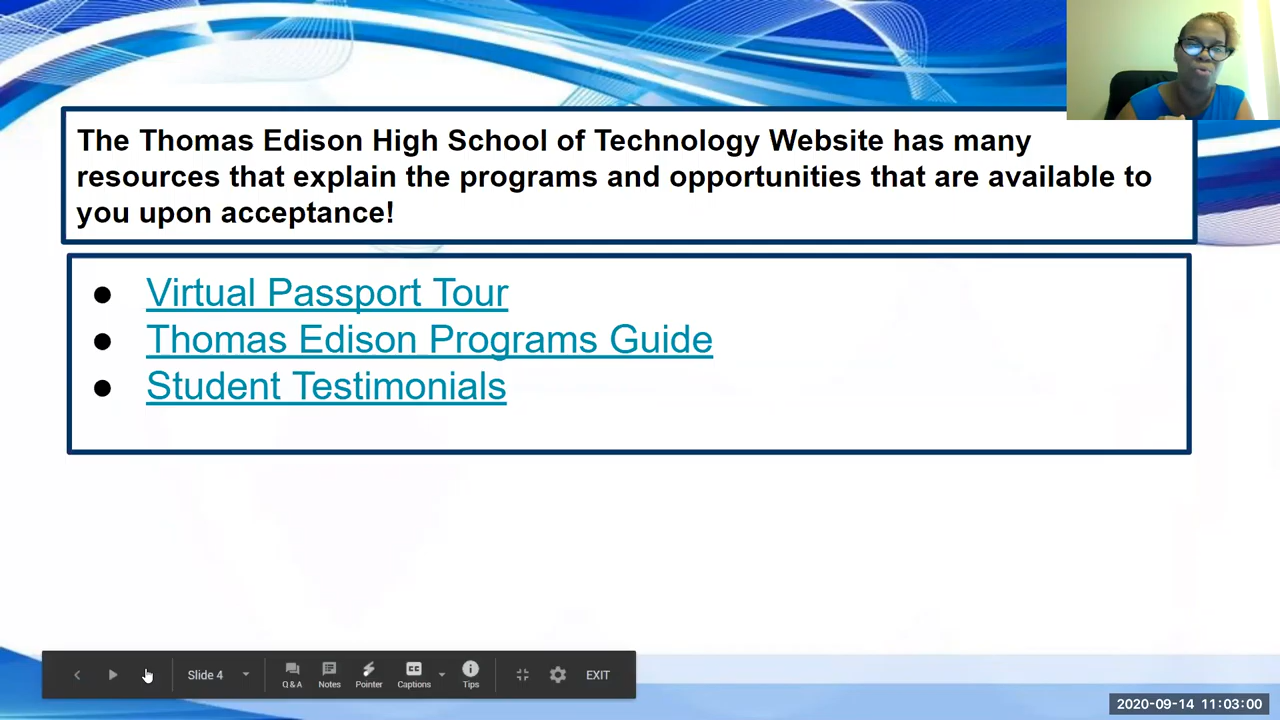 The Thomas Edison High School of Technology Website has many
resources that explain the programs and opportunities that are available to
you upon acceptance!
● Virtual Passport Tour
● Thomas Edison Programs Guide
● Student Testimonials
Slide 4
Q & A
Notes
Pointer
CC
Captions
Tips
EXIT
2020-09-14 11:03:00